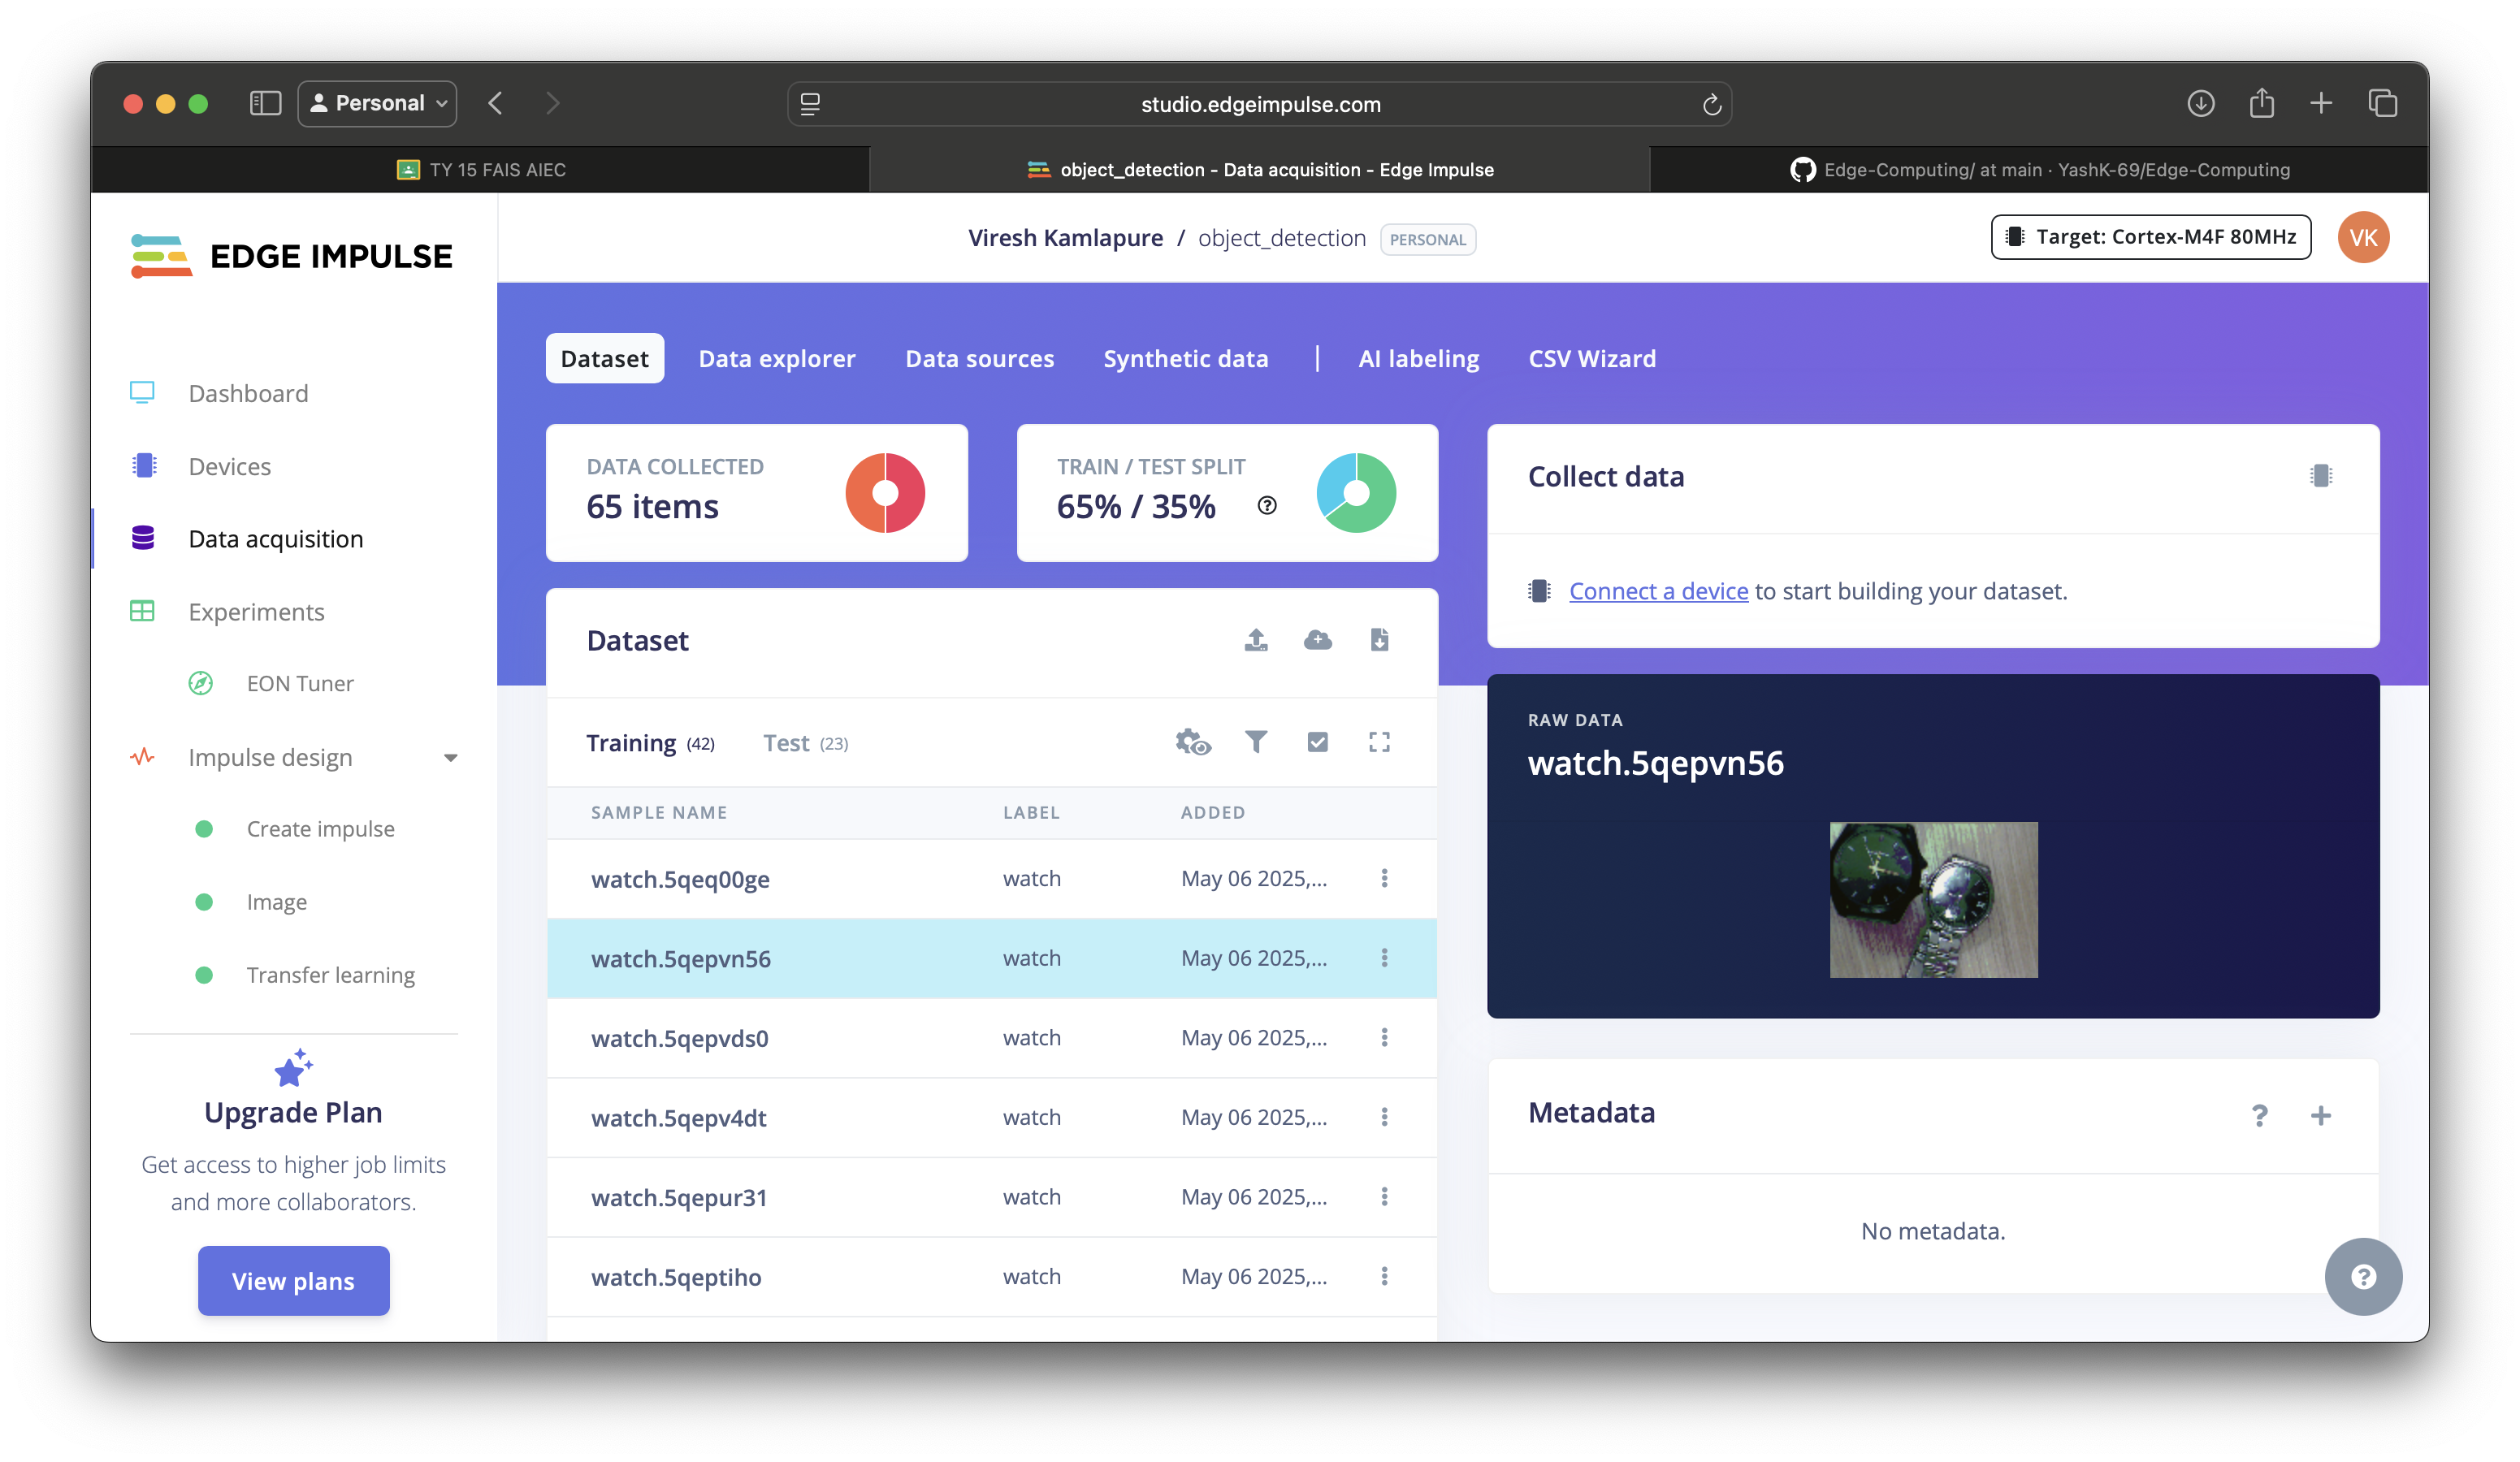 Personal
studio.edgeimpulse.com
TY 15 FAIS AIEC
object_detection - Data acquisition - Edge Impulse
Edge-Computing/ at main · YashK-69/Edge-Computing
EDGE IMPULSE
Viresh Kamlapure / object_detection PERSONAL
Target: Cortex-M4F 80MHz
VK
Dashboard
Devices
Data acquisition
Experiments
EON Tuner
Impulse design
Create impulse
Image
Transfer learning
Upgrade Plan
Get access to higher job limits
and more collaborators.
View plans
Dataset Data explorer Data sources Synthetic data | AI labeling CSV Wizard
DATA COLLECTED
65 items
TRAIN / TEST SPLIT
65% / 35%
Dataset
Training (42) Test (23)
SAMPLE NAME LABEL ADDED
watch.5qeq00ge watch May 06 2025,...
watch.5qepvn56 watch May 06 2025,...
watch.5qepvds0 watch May 06 2025,...
watch.5qepv4dt watch May 06 2025,...
watch.5qepur31 watch May 06 2025,...
watch.5qeptiho watch May 06 2025,...
Collect data
Connect a device to start building your dataset.
RAW DATA
watch.5qepvn56
Metadata
No metadata.